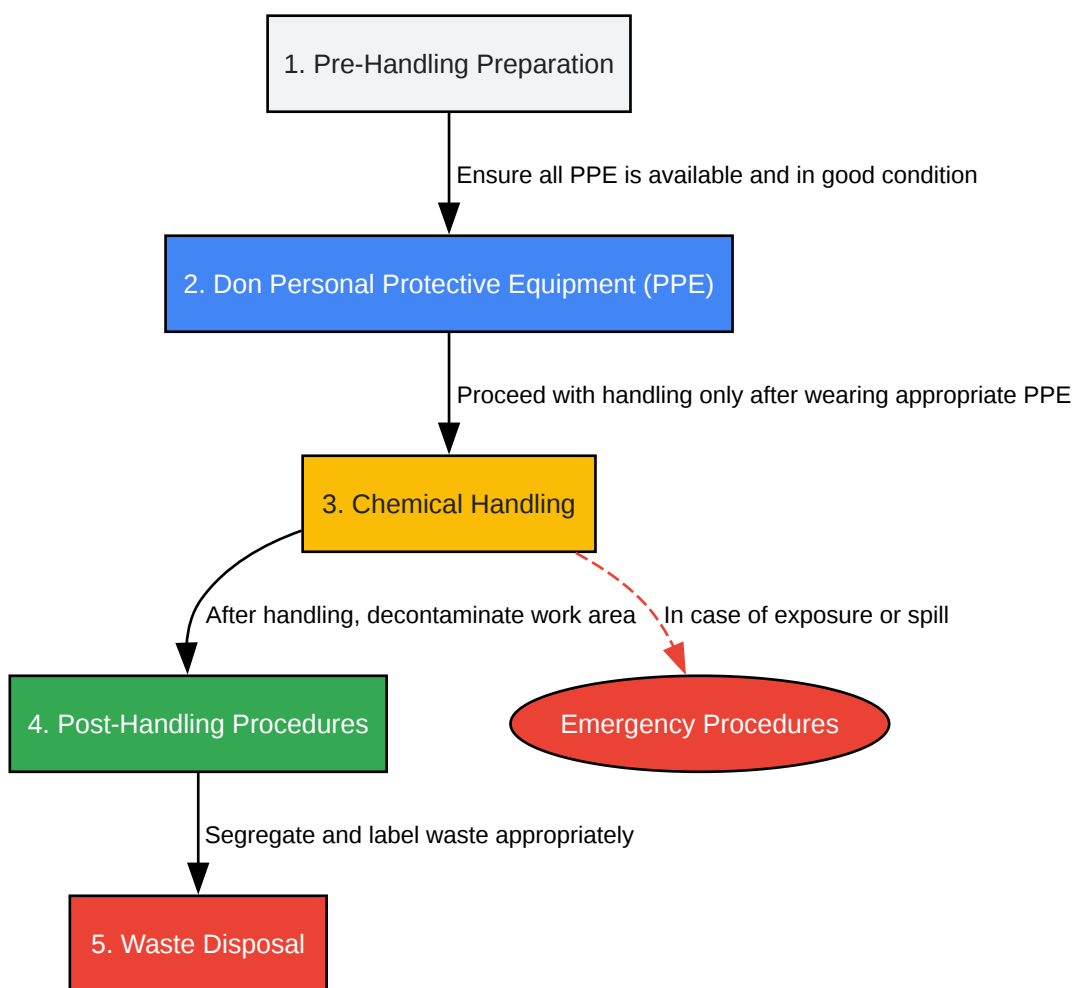 1. Pre-Handling Preparation
Ensure all PPE is available and in good condition
2. Don Personal Protective Equipment (PPE)
Proceed with handling only after wearing appropriate PPE
3. Chemical Handling
After handling, decontaminate work area
In case of exposure or spill
4. Post-Handling Procedures
Emergency Procedures
Segregate and label waste appropriately
5. Waste Disposal